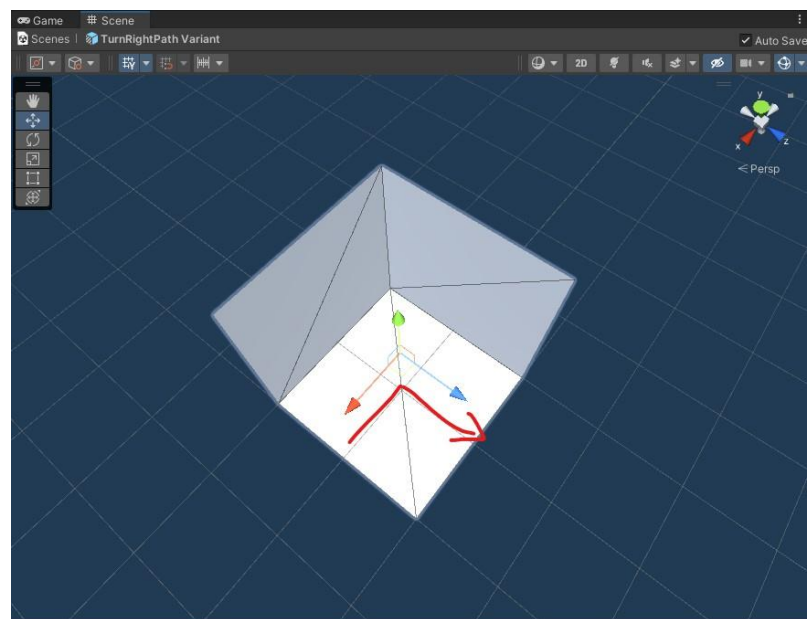 Game Scene
Scenes TurnRightPath Variant Auto Save
2D
y
x z
Persp